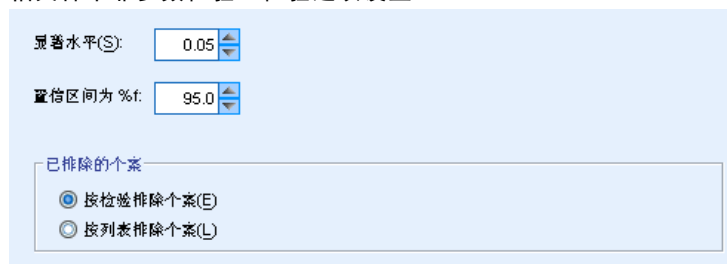 显著水平(S): 0.05
置信区间为 %f: 95.0
已排除的个案
按检验排除个案(E)
按列表排除个案(L)